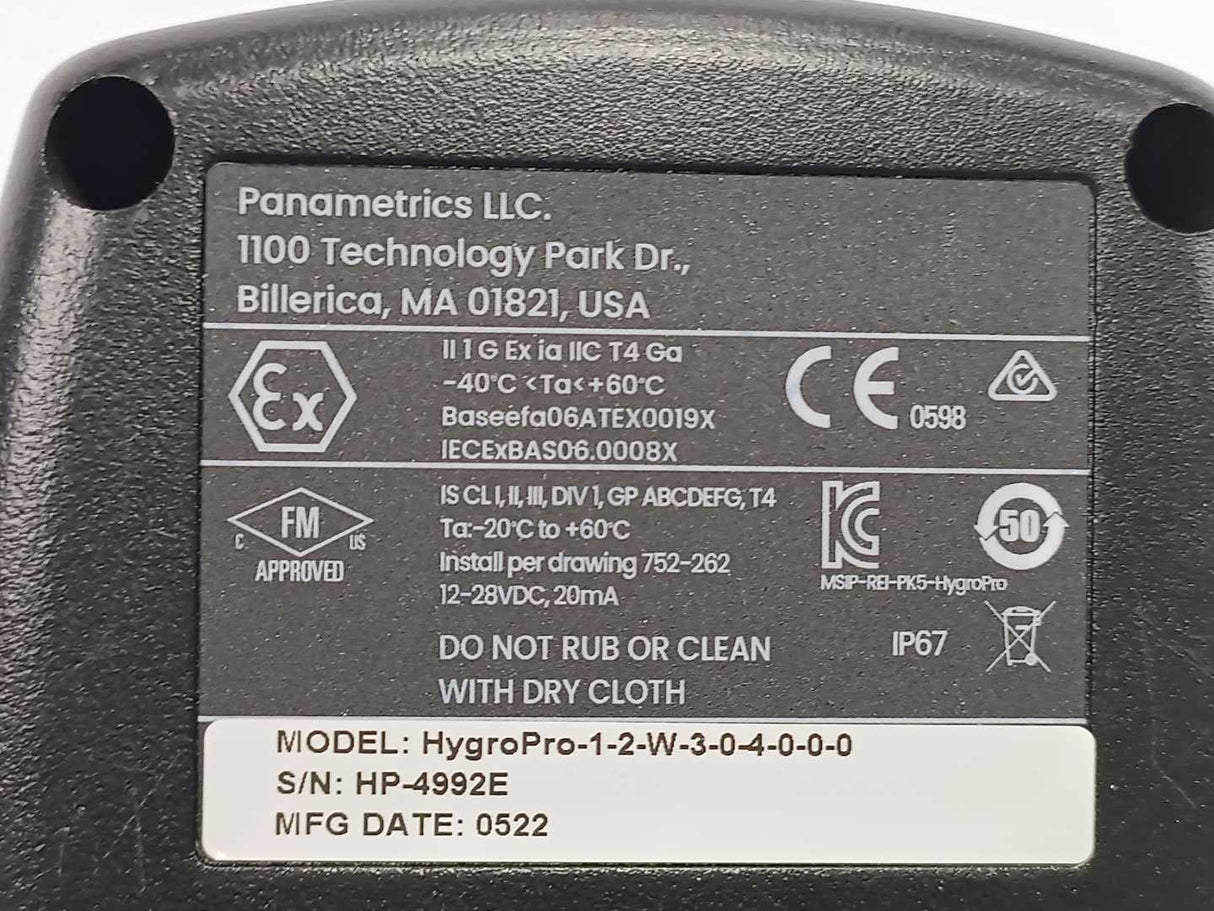 Panametrics LLC.
1100 Technology Park Dr.,
Billerica, MA 01821, USA
Ex
II 1 G Ex ia IIC T4 Ga
-40°C <Ta<+60°C
Baseefa06ATEX0019X
IECExBAS06.0008X
CE 0598
FM
C US
APPROVED
IS CL I, II, III, DIV 1, GP ABCDEFG, T4
Ta:-20°C to +60°C
Install per drawing 752-262
12-28VDC, 20mA
KC
MSIP-REI-PK5-HygroPro
50
DO NOT RUB OR CLEAN
WITH DRY CLOTH
IP67
MODEL: HygroPro-1-2-W-3-0-4-0-0-0
S/N: HP-4992E
MFG DATE: 0522